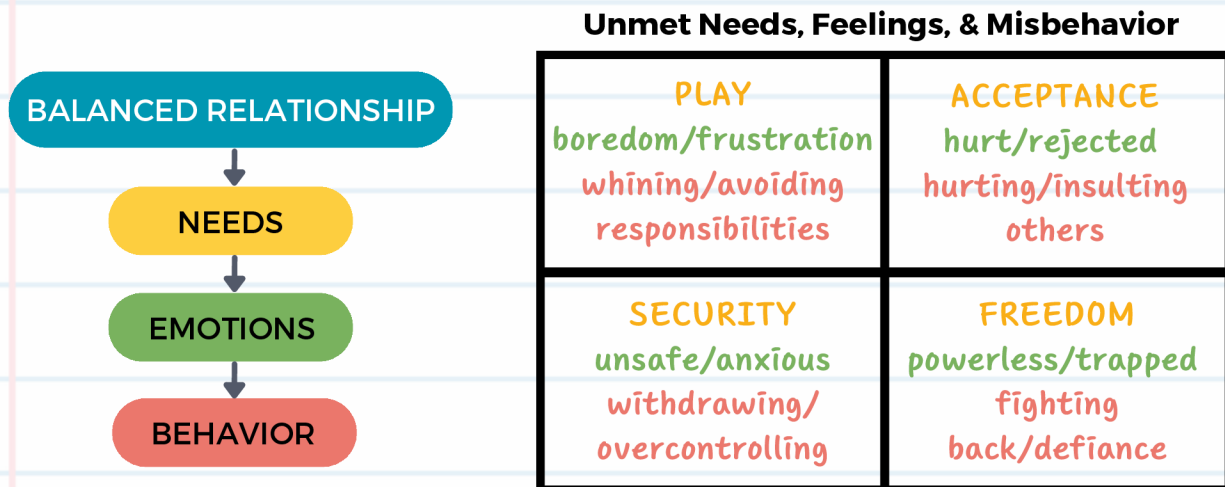 Unmet Needs, Feelings, & Misbehavior
BALANCED RELATIONSHIP
NEEDS
EMOTIONS
BEHAVIOR
PLAY
boredom/frustration
whining/avoiding
responsibilities
ACCEPTANCE
hurt/rejected
hurting/insulting
others
SECURITY
unsafe/anxious
withdrawing/
overcontrolling
FREEDOM
powerless/trapped
fighting
back/defiance